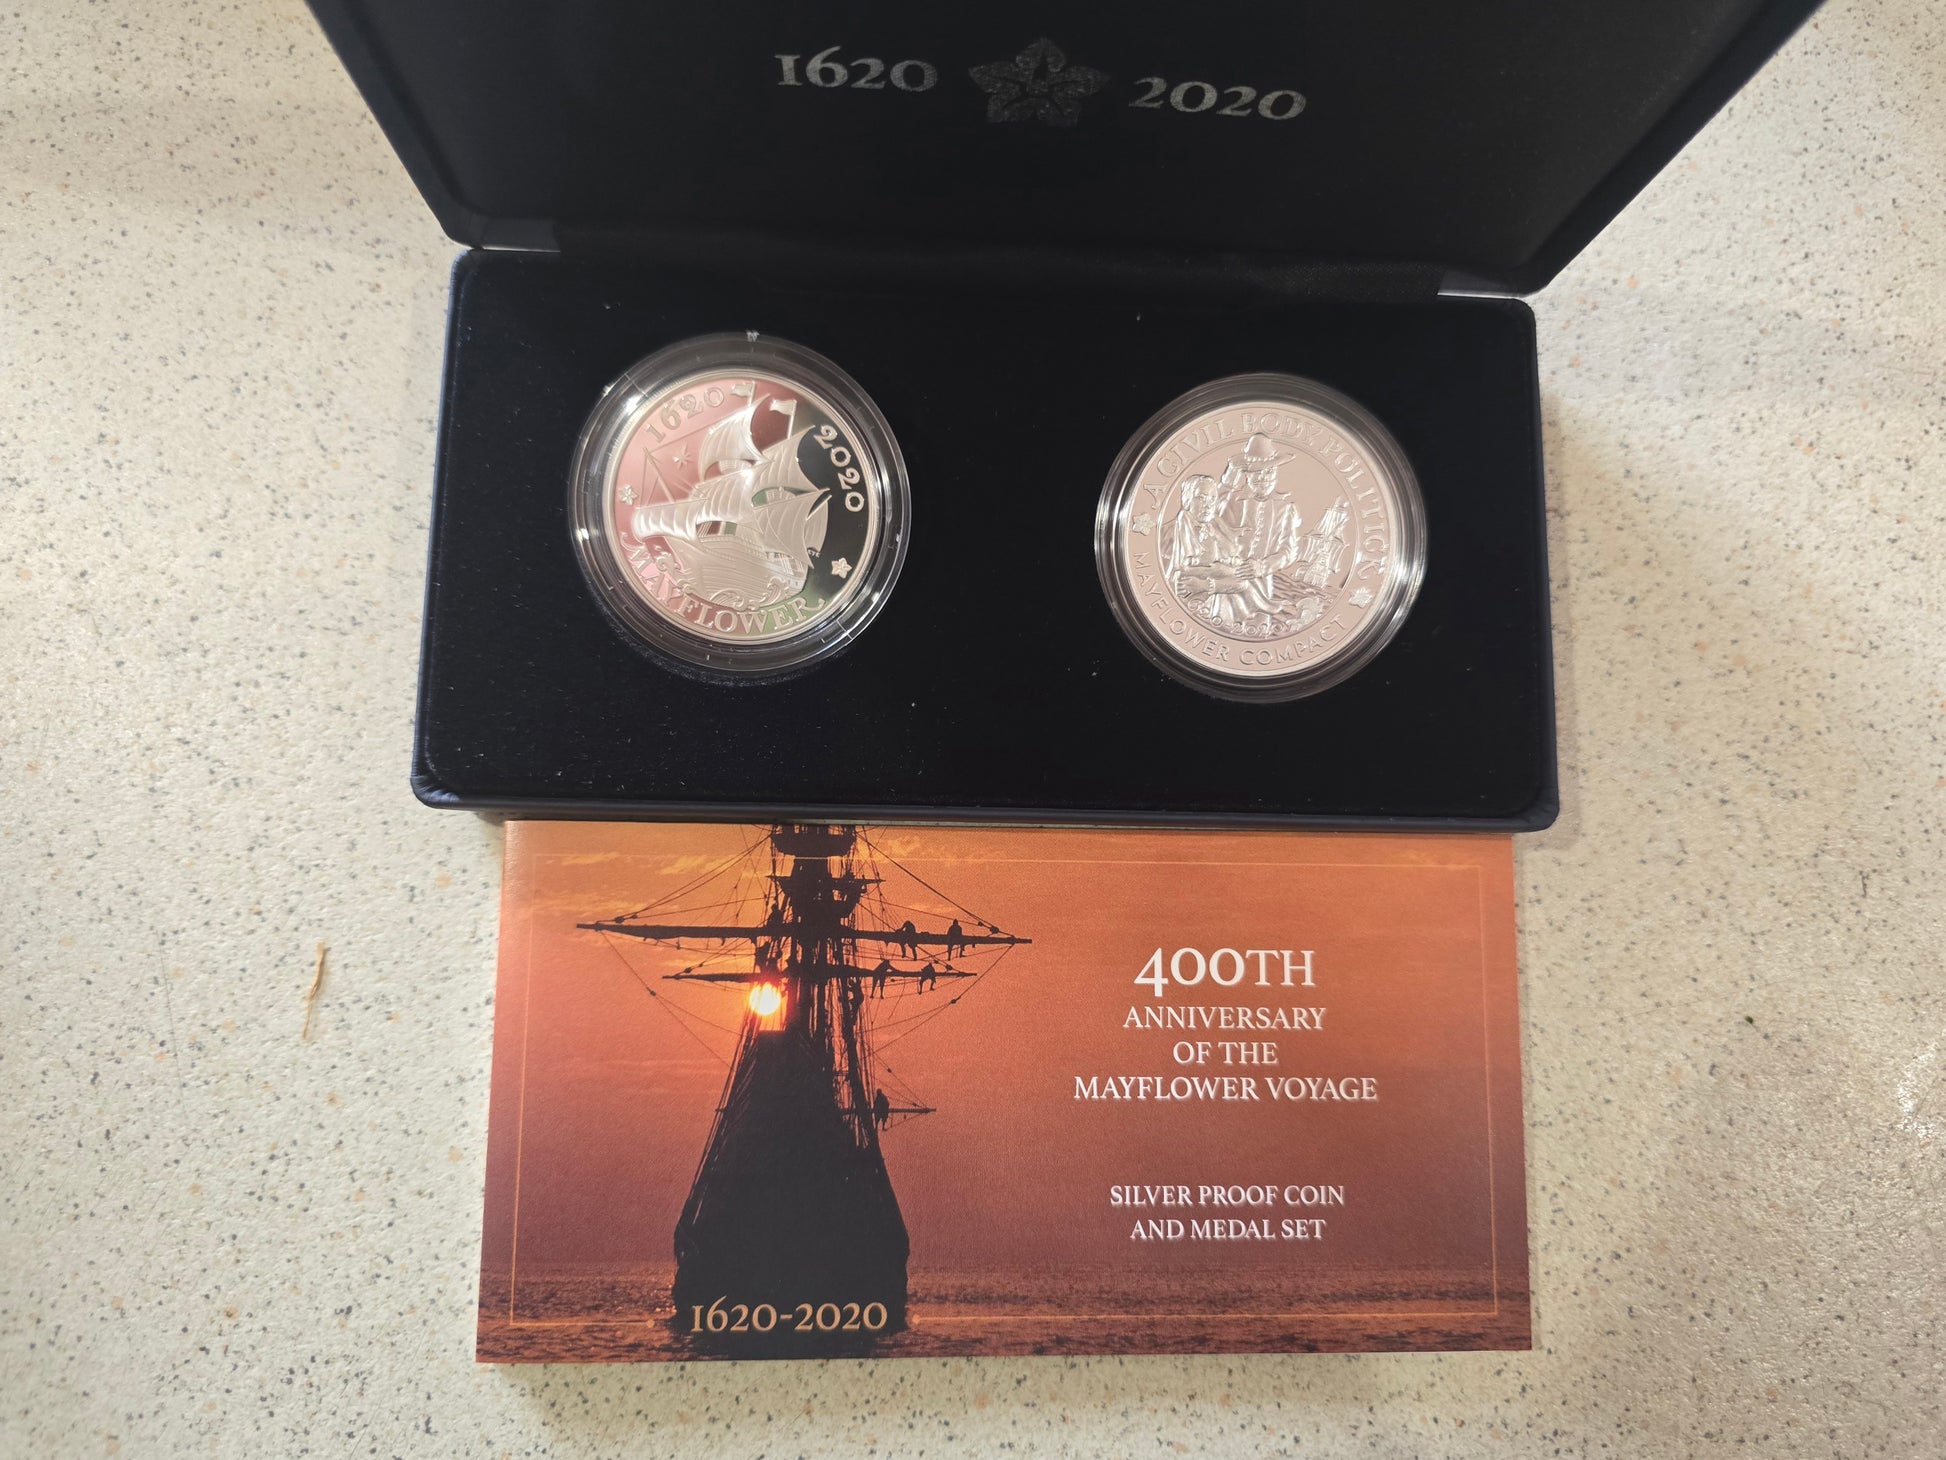 1620 2020
1620
2020
MAYFLOWER
A CIVIL BODY POLITICK
MAYFLOWER COMPACT
400TH
ANNIVERSARY
OF THE
MAYFLOWER VOYAGE
SILVER PROOF COIN
AND MEDAL SET
1620-2020